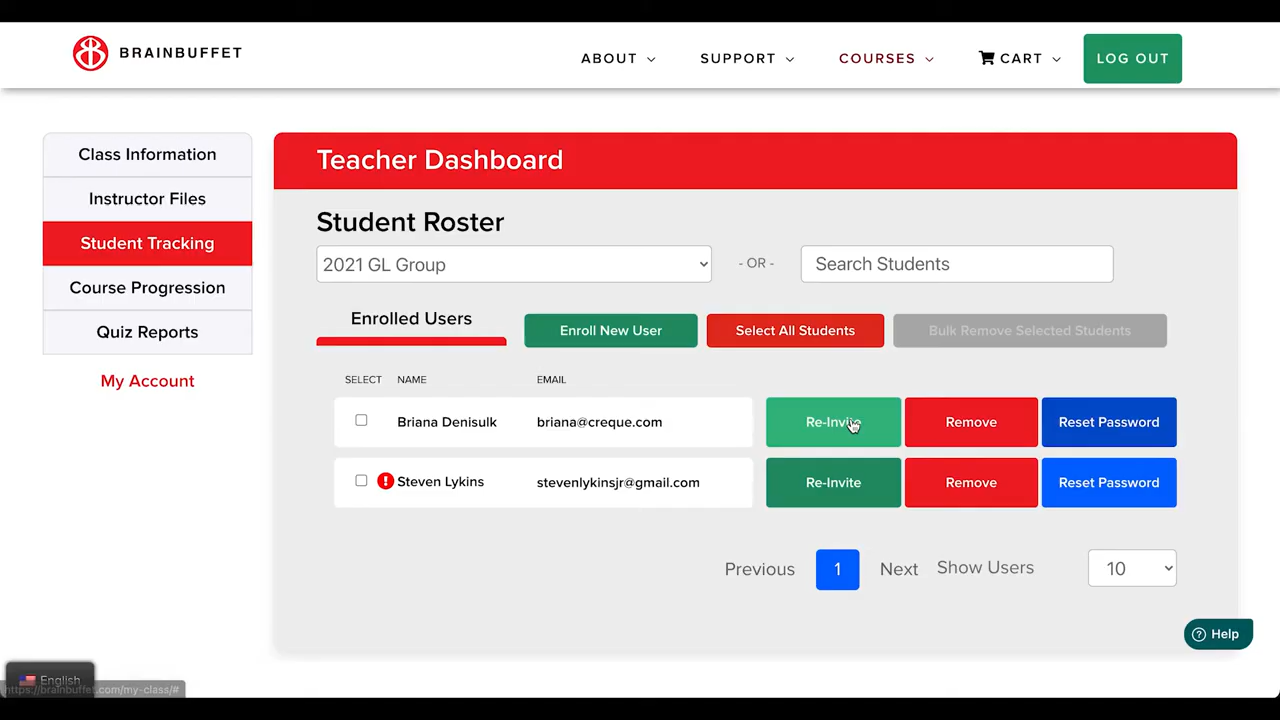 BRAINBUFFET
ABOUT
SUPPORT
COURSES
CART
LOG OUT
Class Information
Instructor Files
Student Tracking
Course Progression
Quiz Reports
My Account
Teacher Dashboard
Student Roster
2021 GL Group
- OR -
Search Students
Enrolled Users
Enroll New User
Select All Students
Bulk Remove Selected Students
SELECT NAME EMAIL
Briana Denisulk briana@creque.com Re-Invite Remove Reset Password
Steven Lykins stevenlykinsjr@gmail.com Re-Invite Remove Reset Password
Previous 1 Next Show Users 10
Help
English
https://brainbuffet.com/my-class/#